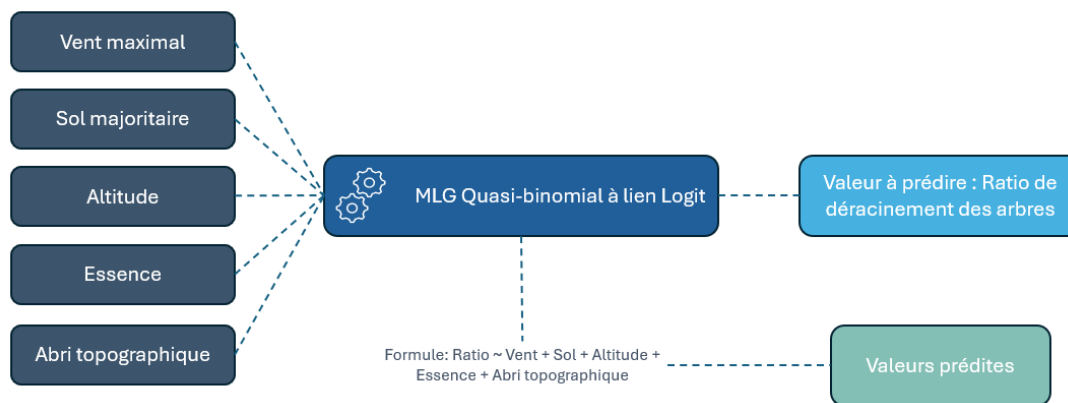 Vent maximal
Sol majoritaire
Altitude
Essence
Abri topographique
MLG Quasi-binomial à lien Logit
Valeur à prédire : Ratio de
déracinement des arbres
Formule: Ratio ~ Vent + Sol + Altitude +
Essence + Abri topographique
Valeurs prédites